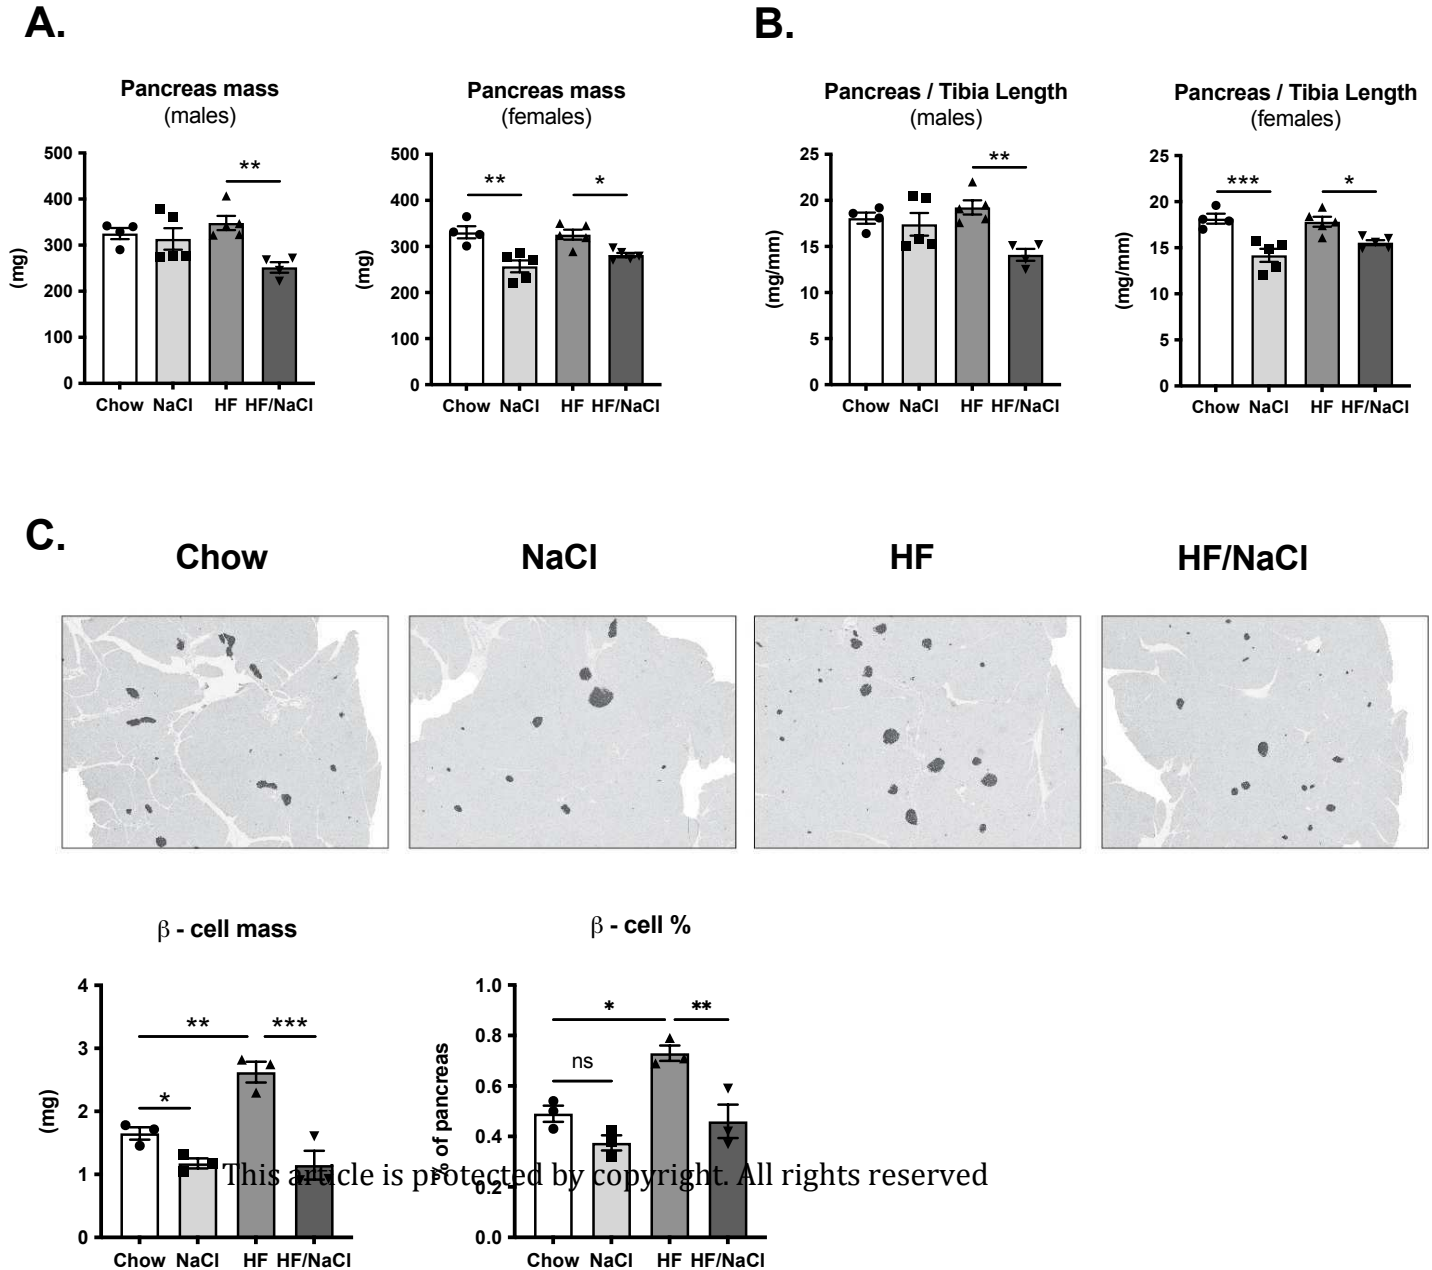 A.
B.
Pancreas mass
(males)
500
400
300
200
100
0
(mg)
**
Chow NaCl HF HF/NaCl
Pancreas mass
(females)
500
400
300
200
100
0
(mg)
** *
Chow NaCl HF HF/NaCl
Pancreas / Tibia Length
(males)
25
20
15
10
5
0
(mg/mm)
**
Chow NaCl HF HF/NaCl
Pancreas / Tibia Length
(females)
25
20
15
10
5
0
(mg/mm)
*** *
Chow NaCl HF HF/NaCl
C.
Chow NaCl HF HF/NaCl
β - cell mass
4
3
2
1
0
(mg)
** ***
*
Chow NaCl HF HF/NaCl
β - cell %
1.0
0.8
0.6
0.4
0.2
0.0
% of pancreas
* **
ns
Chow NaCl HF HF/NaCl
This article is protected by copyright. All rights reserved